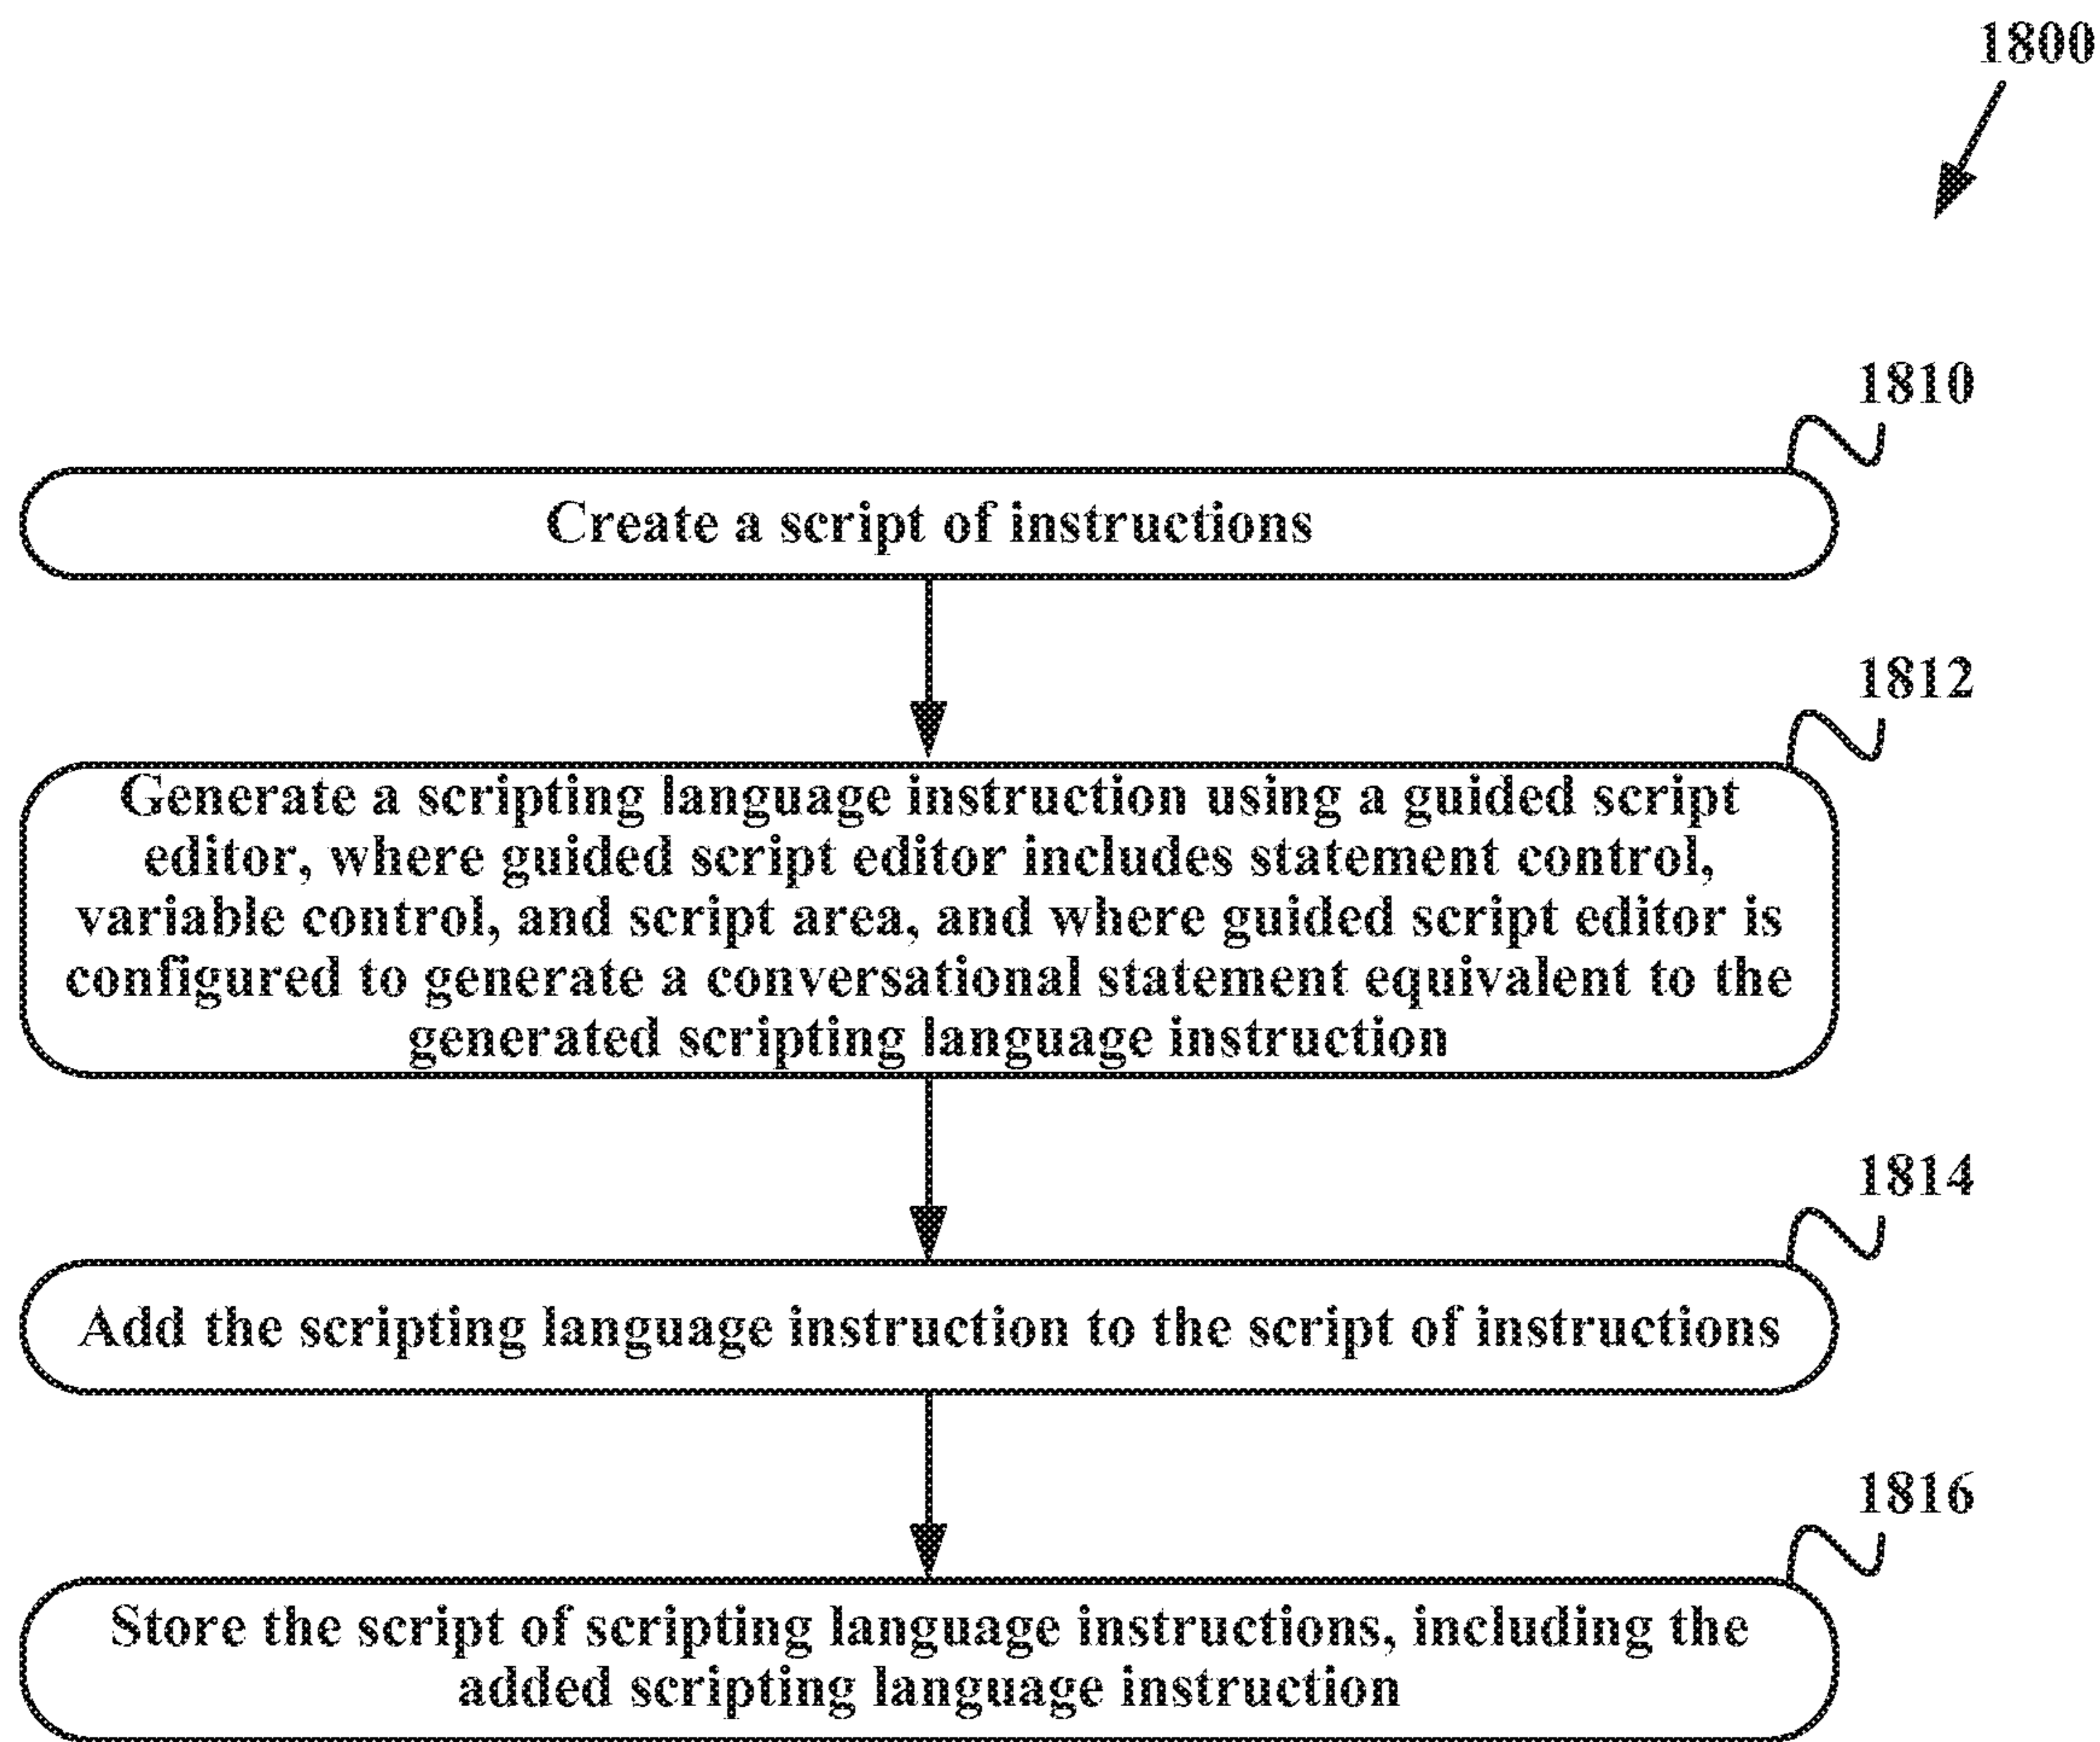 1800
1810
Create a script of instructions
1812
Generate a scripting language instruction using a guided script
editor, where guided script editor includes statement control,
variable control, and script area, and where guided script editor is
configured to generate a conversational statement equivalent to the
generated scripting language instruction
1814
Add the scripting language instruction to the script of instructions
1816
Store the script of scripting language instructions, including the
added scripting language instruction